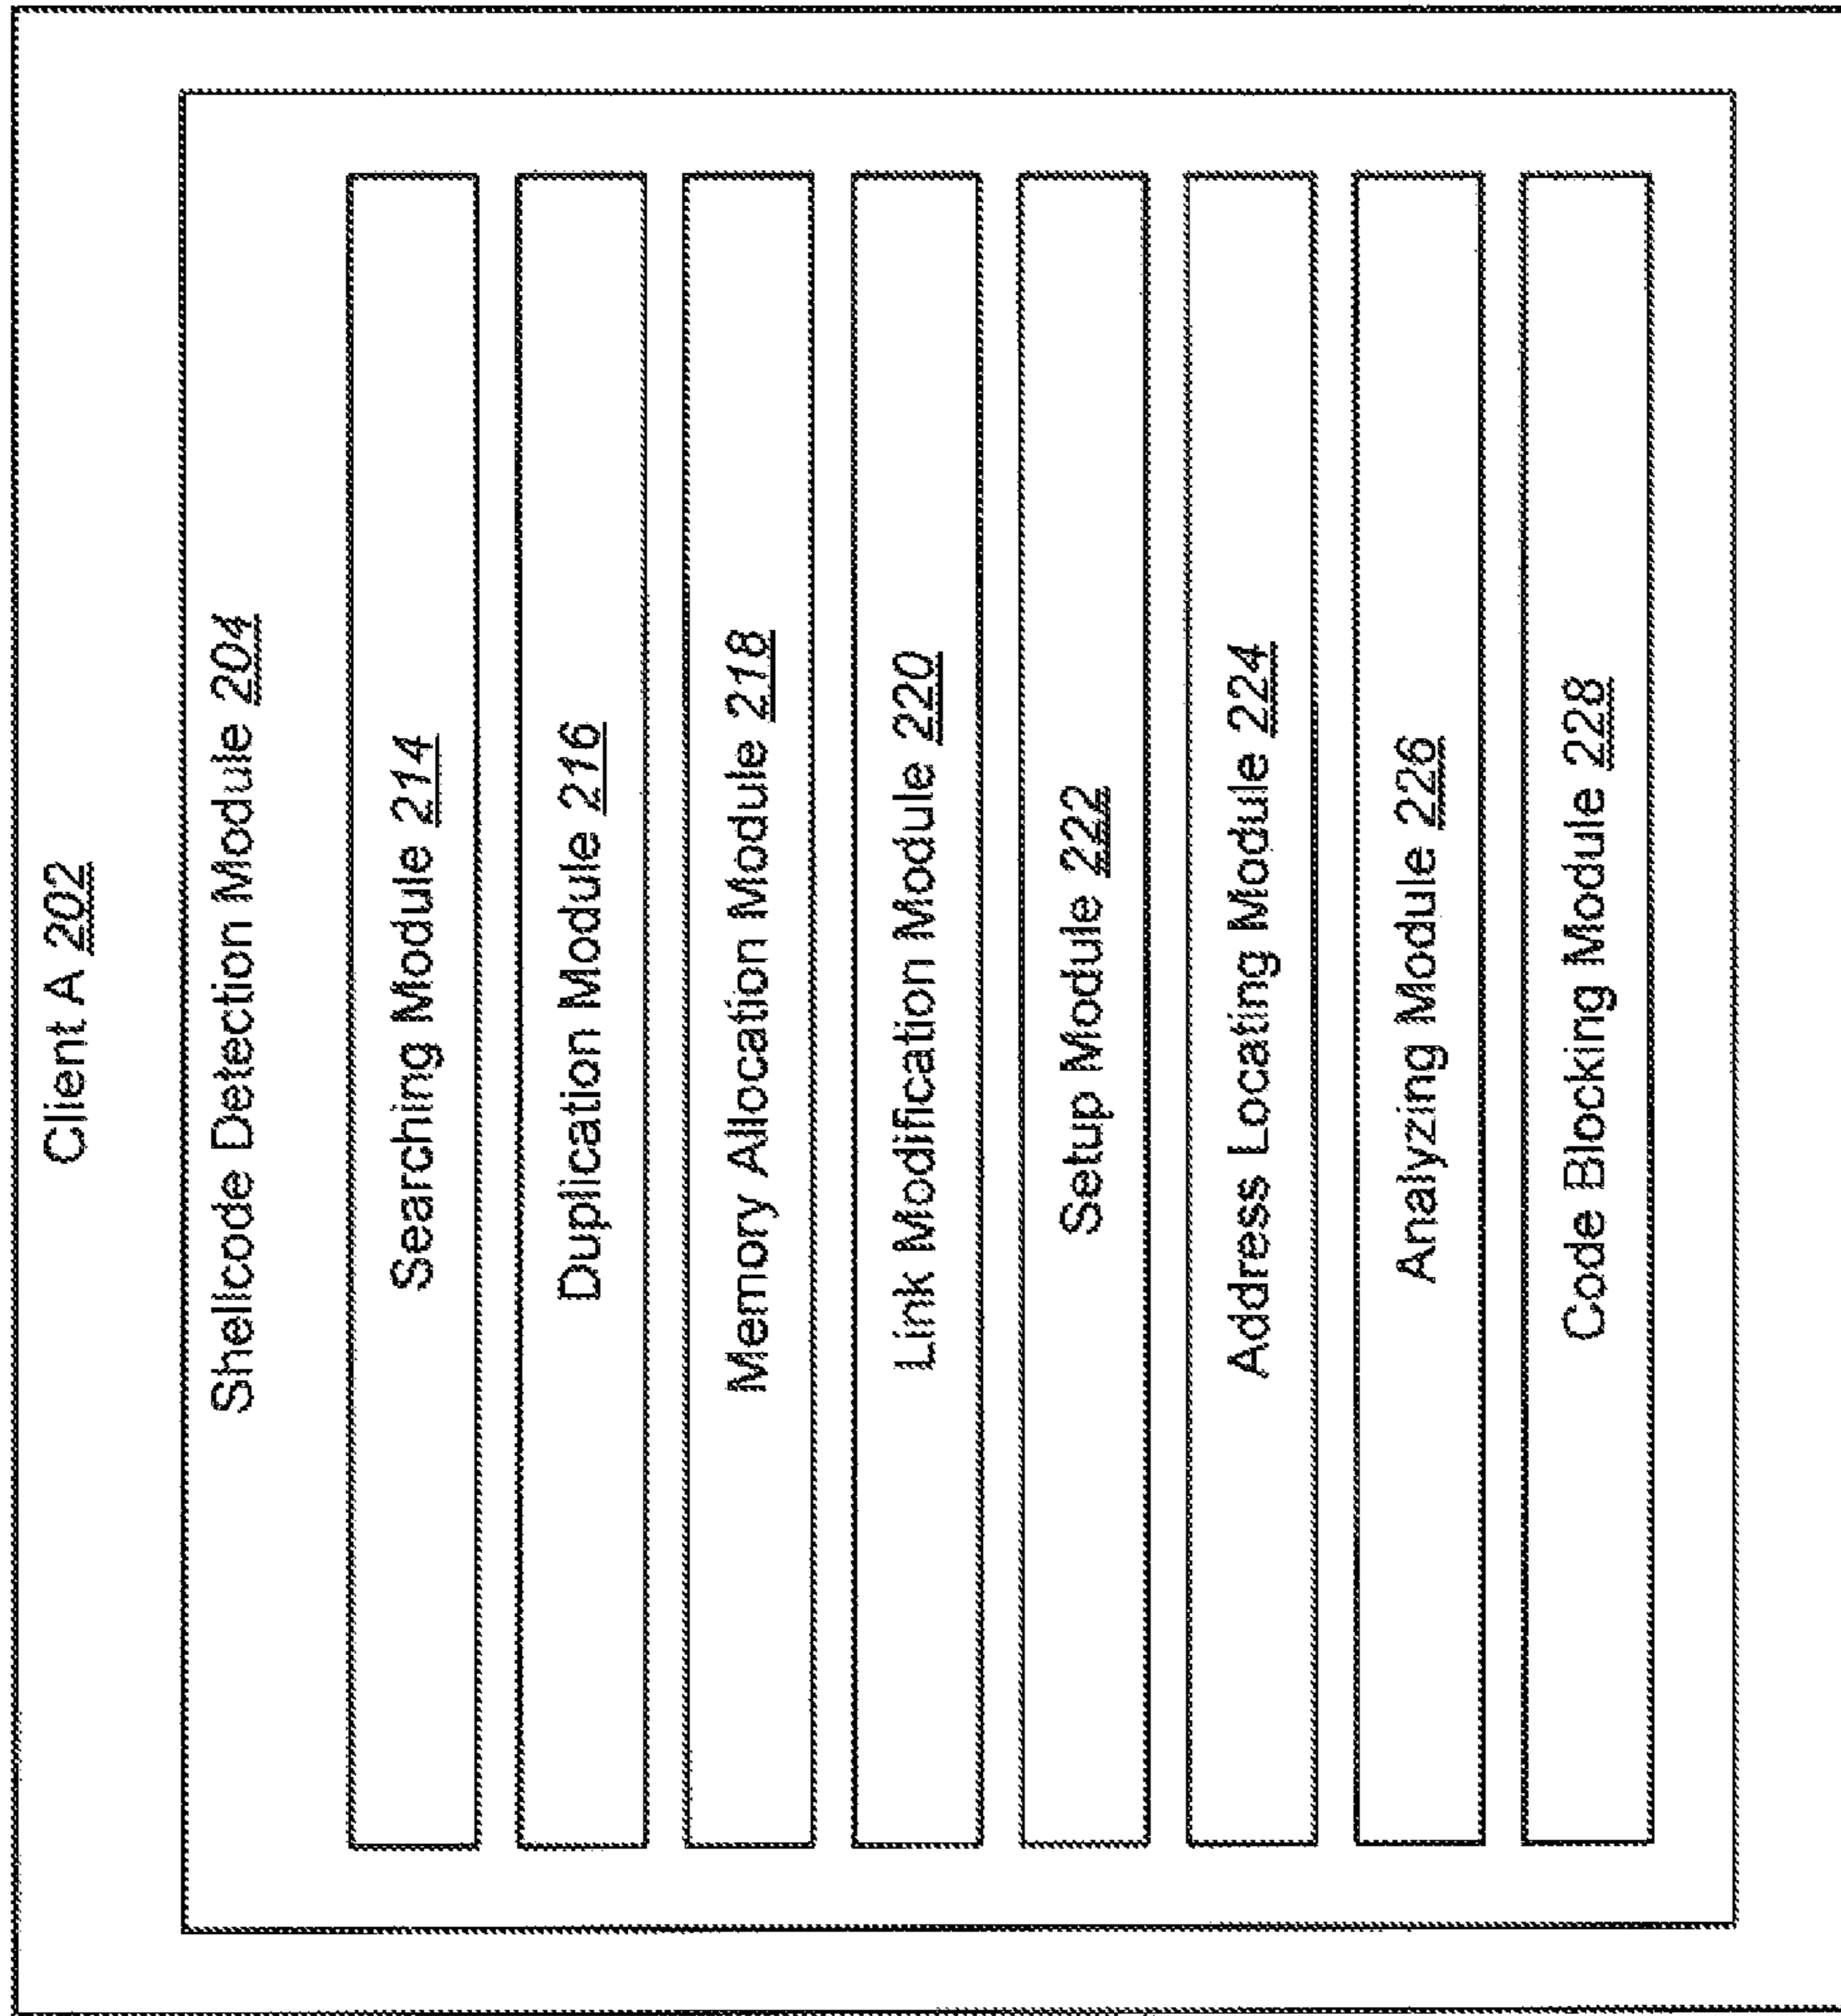 Client A 202
Shellcode Detection Module 204
Searching Module 214
Duplication Module 216
Memory Allocation Module 218
Link Modification Module 220
Setup Module 222
Address Locating Module 224
Analyzing Module 226
Code Blocking Module 228